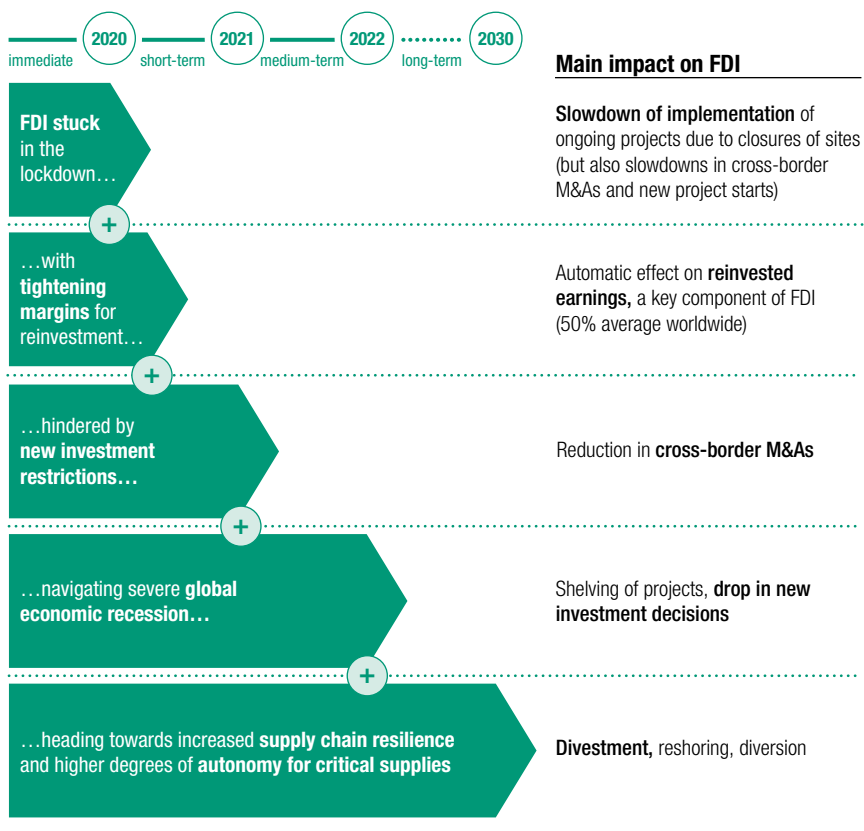 2020
2021
2022
2030
immediate
short-term
medium-term
long-term
Main impact on FDI
FDI stuck
in the
lockdown…
Slowdown of implementation of
ongoing projects due to closures of sites
(but also slowdowns in cross-border
M&As and new project starts)
+
…with
tightening
margins for
reinvestment…
Automatic effect on reinvested
earnings, a key component of FDI
(50% average worldwide)
+
…hindered by
new investment
restrictions…
Reduction in cross-border M&As
+
…navigating severe global
economic recession…
Shelving of projects, drop in new
investment decisions
+
…heading towards increased supply chain resilience
and higher degrees of autonomy for critical supplies
Divestment, reshoring, diversion